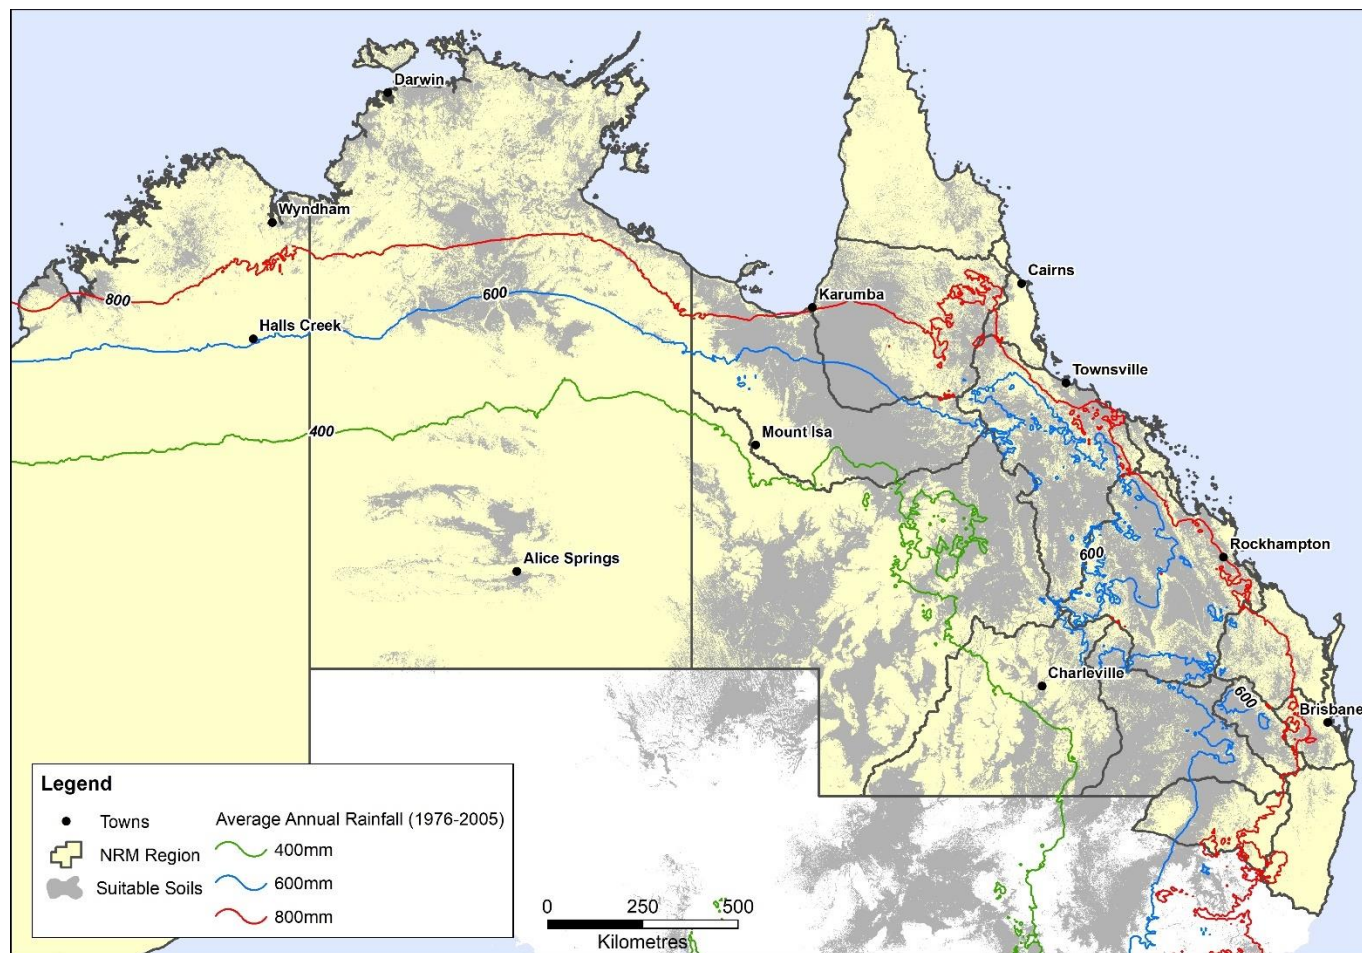 Darwin
Wyndham
Cairns
800
600
Karumba
Halls Creek
Townsville
400
Mount Isa
600
Rockhampton
Alice Springs
Charleville
600
Brisbane
Legend
Towns
NRM Region
Suitable Soils
Average Annual Rainfall (1976-2005)
400mm
600mm
800mm
0 250 500
Kilometres